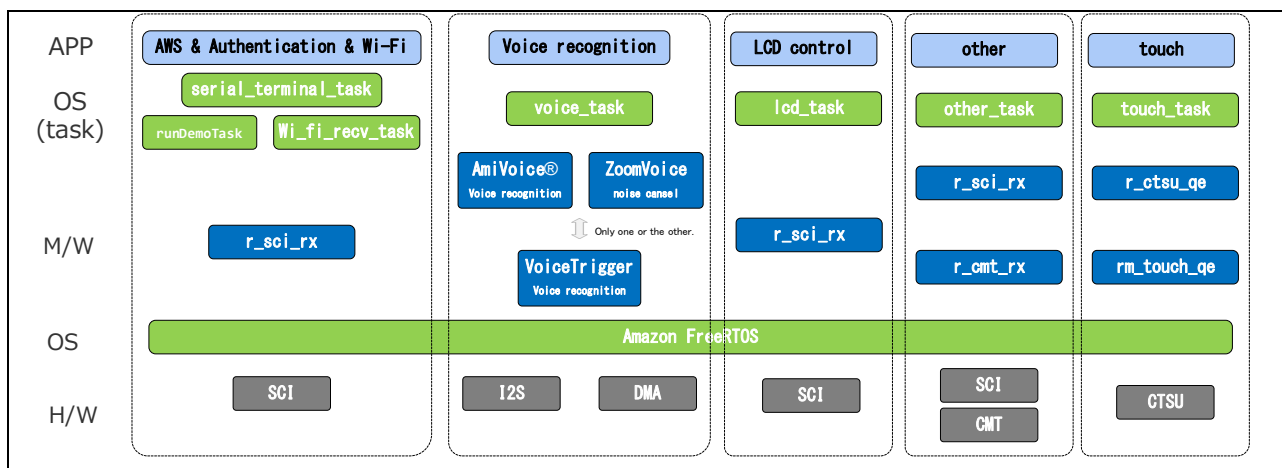 APP
AWS & Authentication & Wi-Fi
Voice recognition
LCD control
other
touch
OS
(task)
serial_terminal_task
runDemoTask
Wi_fi_recv_task
voice_task
lcd_task
other_task
touch_task
M/W
r_sci_rx
AmiVoice®
Voice recognition
ZoomVoice
noise cansel
Only one or the other.
VoiceTrigger
Voice recognition
r_sci_rx
r_sci_rx
r_cmt_rx
r_ctsu_qe
rm_touch_qe
OS
Amazon FreeRTOS
H/W
SCI
I2S
DMA
SCI
SCI
CMT
CTSU